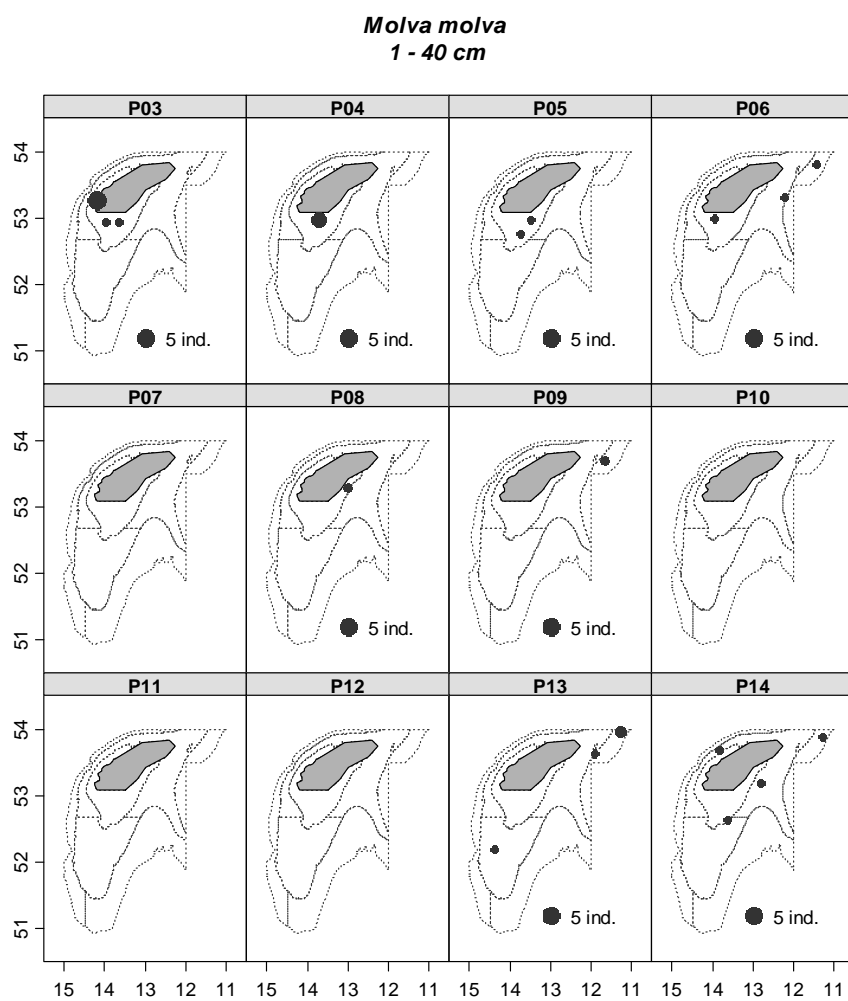 Molva molva
1 - 40 cm
P03 P04 P05 P06
54
53
52
51
5 ind. 5 ind. 5 ind. 5 ind.
P07 P08 P09 P10
54
53
52
51
5 ind. 5 ind.
P11 P12 P13 P14
54
53
52
51
5 ind. 5 ind.
15 14 13 12 11 15 14 13 12 11 15 14 13 12 11 15 14 13 12 11